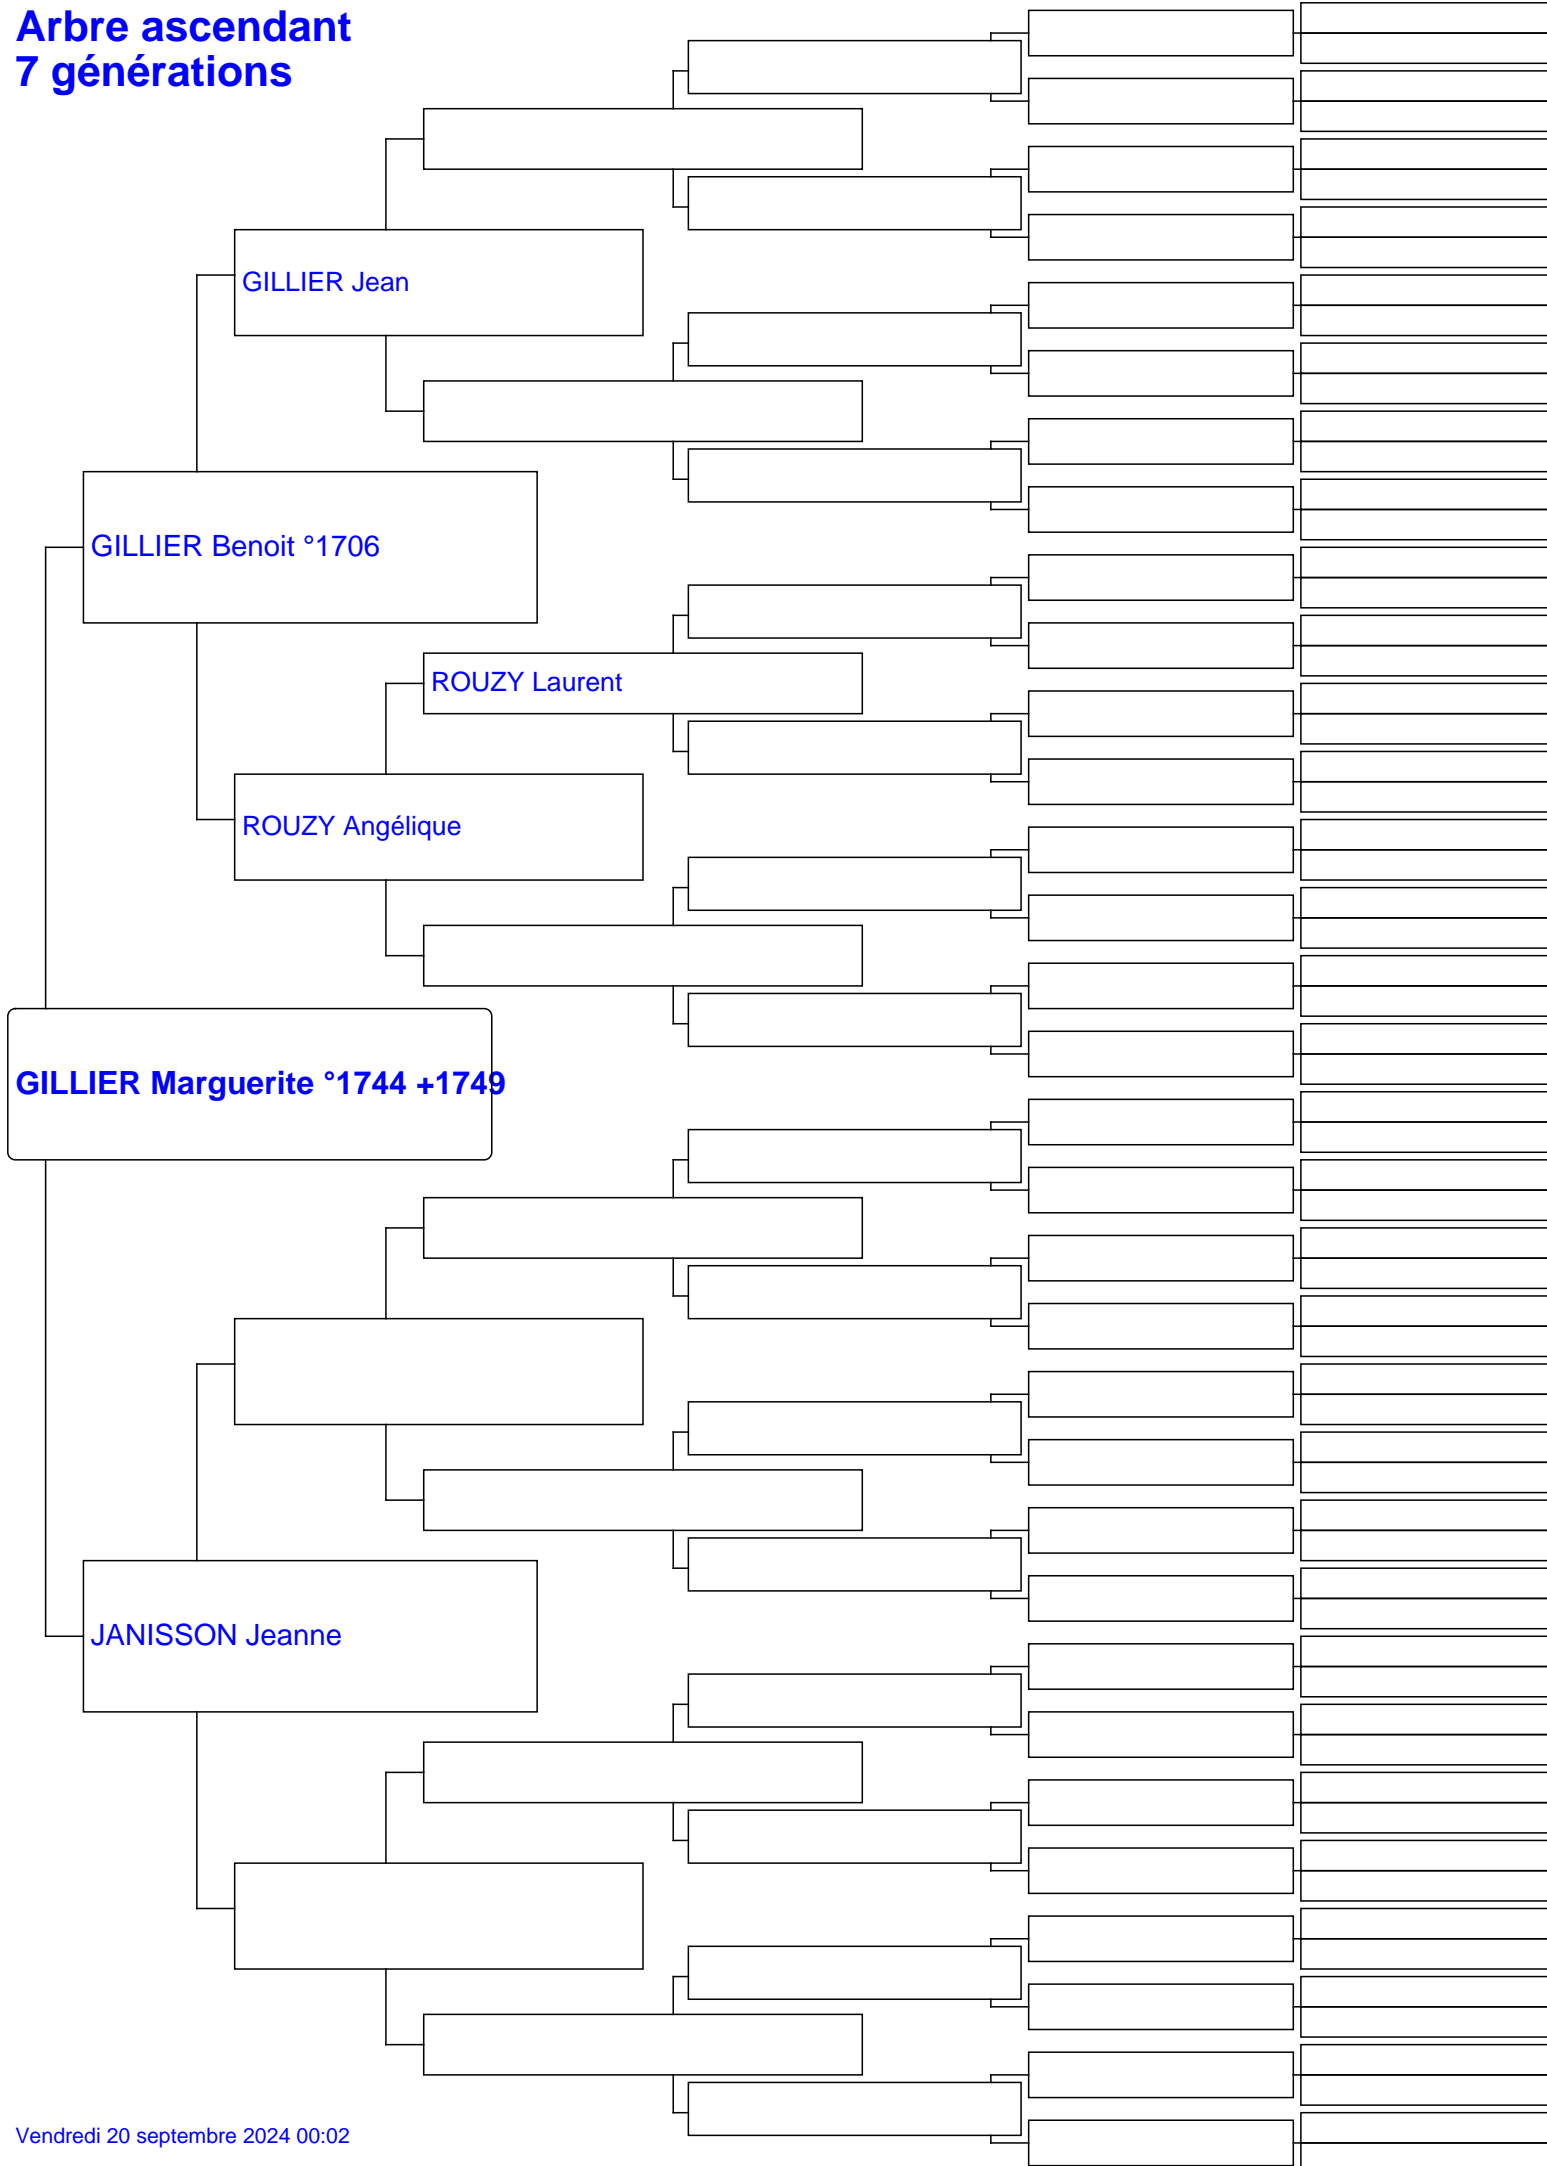 Arbre ascendant
7 générations
GILLIER Jean
GILLIER Benoit °1706
ROUZY Laurent
ROUZY Angélique
GILLIER Marguerite °1744 +1749
JANISSON Jeanne
Vendredi 20 septembre 2024 00:02